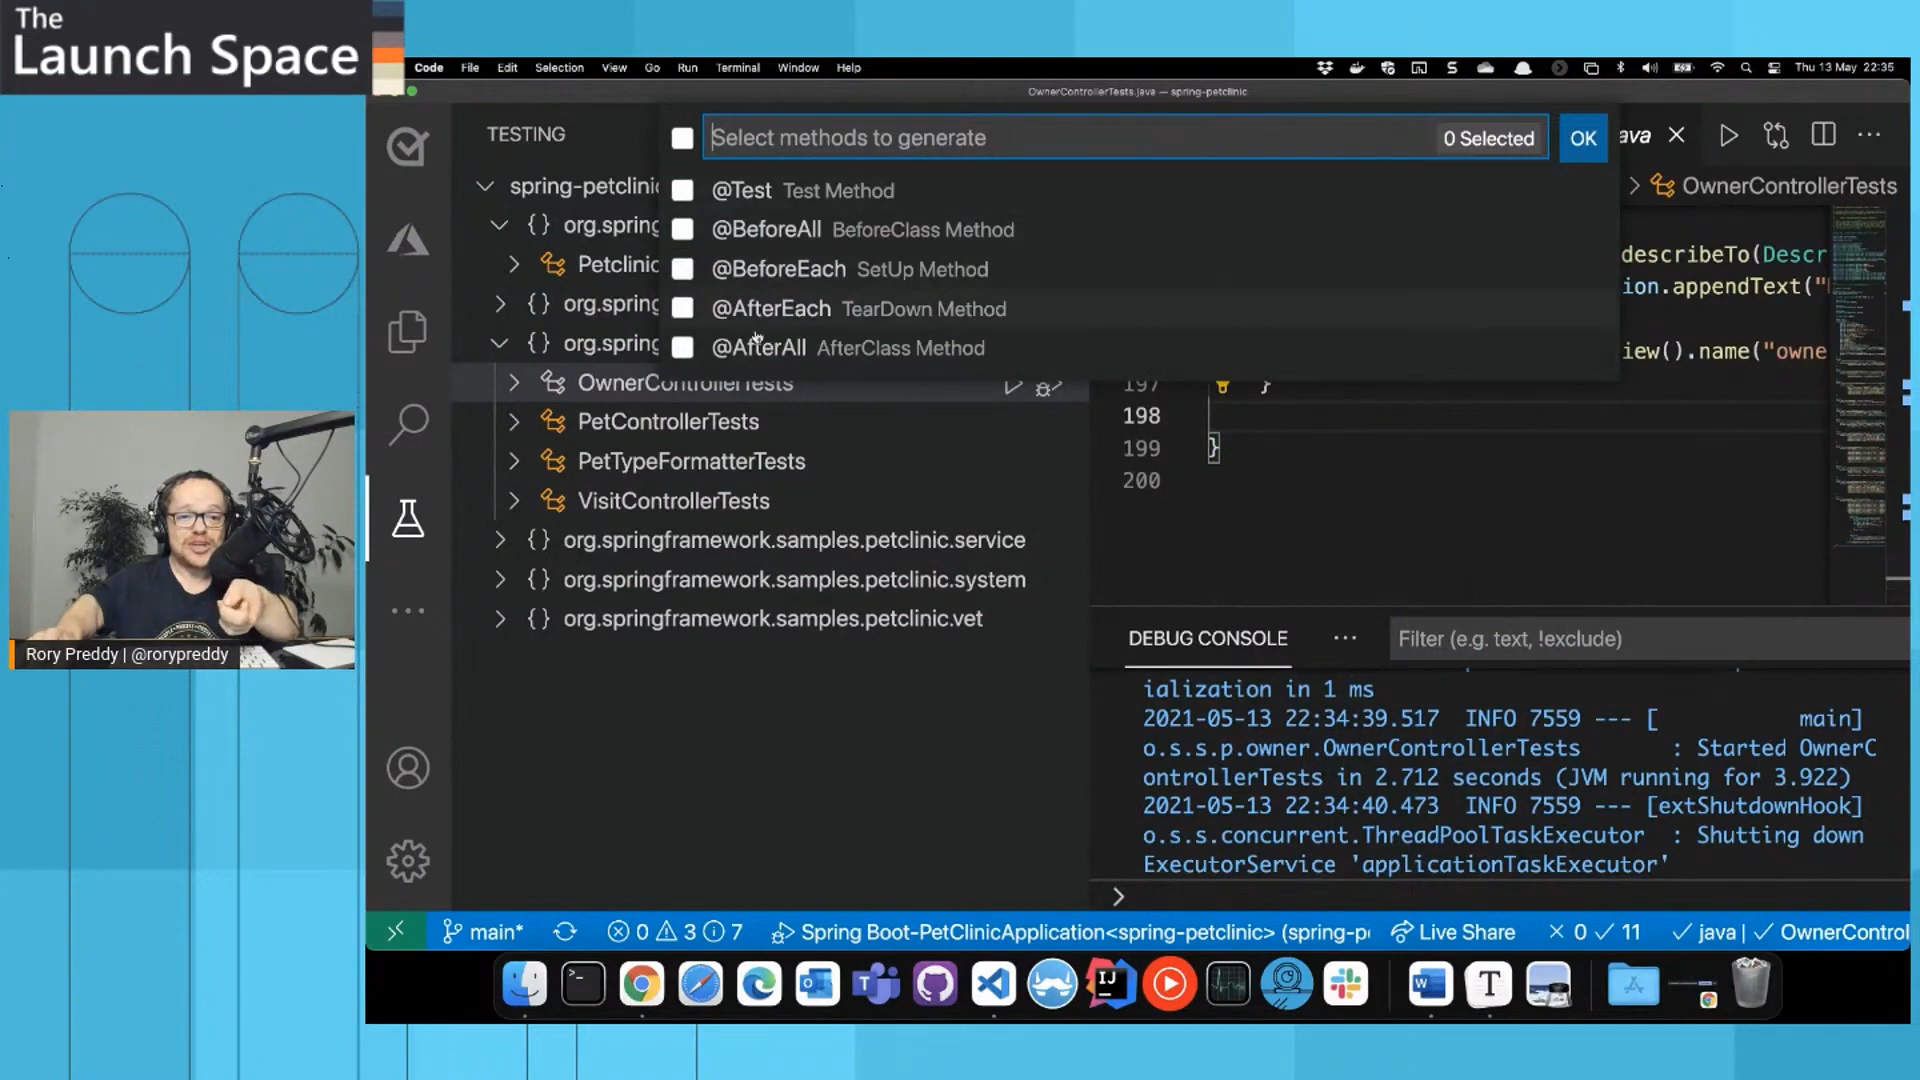 The
Launch Space
Code File Edit Selection View Go Run Terminal Window Help
Thu 13 May 22:35
OwnerControllerTests.java — spring-petclinic
TESTING
Select methods to generate
0 Selected
OK
ava
@Test Test Method
@BeforeAll BeforeClass Method
@BeforeEach SetUp Method
@AfterEach TearDown Method
@AfterAll AfterClass Method
spring-petclinic
{} org.spring
Petclinic
{} org.spring
{} org.spring
OwnerControllerTests
PetControllerTests
PetTypeFormatterTests
VisitControllerTests
{} org.springframework.samples.petclinic.service
{} org.springframework.samples.petclinic.system
{} org.springframework.samples.petclinic.vet
> OwnerControllerTests
describeTo(Descr
ion.appendText("
iew().name("owne
197 }
198
199 }
200
DEBUG CONSOLE
Filter (e.g. text, !exclude)
ialization in 1 ms
2021-05-13 22:34:39.517 INFO 7559 --- [ main]
o.s.s.p.owner.OwnerControllerTests : Started OwnerC
ontrollerTests in 2.712 seconds (JVM running for 3.922)
2021-05-13 22:34:40.473 INFO 7559 --- [extShutdownHook]
o.s.s.concurrent.ThreadPoolTaskExecutor : Shutting down
ExecutorService 'applicationTaskExecutor'
Rory Preddy | @rorypreddy
main* 0 3 7 Spring Boot-PetClinicApplication<spring-petclinic> (spring-p Live Share 0 11 java | OwnerControl